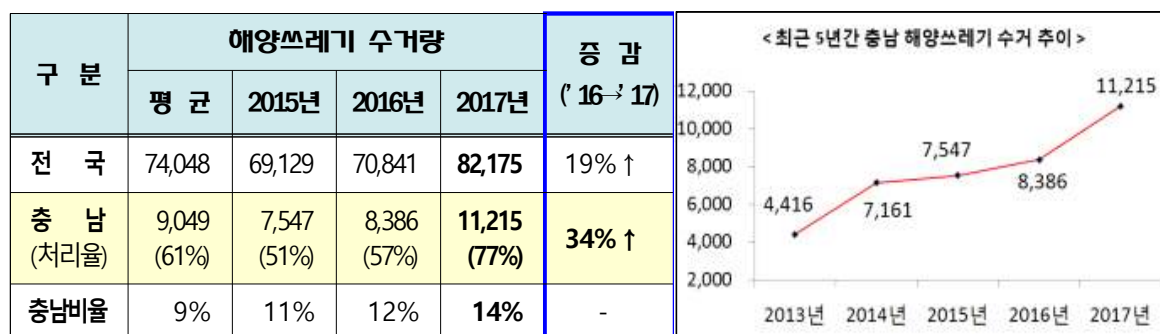 구 분 해양쓰레기 수거량 증 감 (’16→’17)
평 균 2015년 2016년 2017년
전 국 74,048 69,129 70,841 82,175 19% ↑
충 남 (처리율) 9,049 (61%) 7,547 (51%) 8,386 (57%) 11,215 (77%) 34% ↑
충남비율 9% 11% 12% 14% -
< 최근 5년간 충남 해양쓰레기 수거 추이 >
12,000
10,000
8,000
6,000
4,000
2,000
4,416
7,161
7,547
8,386
11,215
2013년 2014년 2015년 2016년 2017년